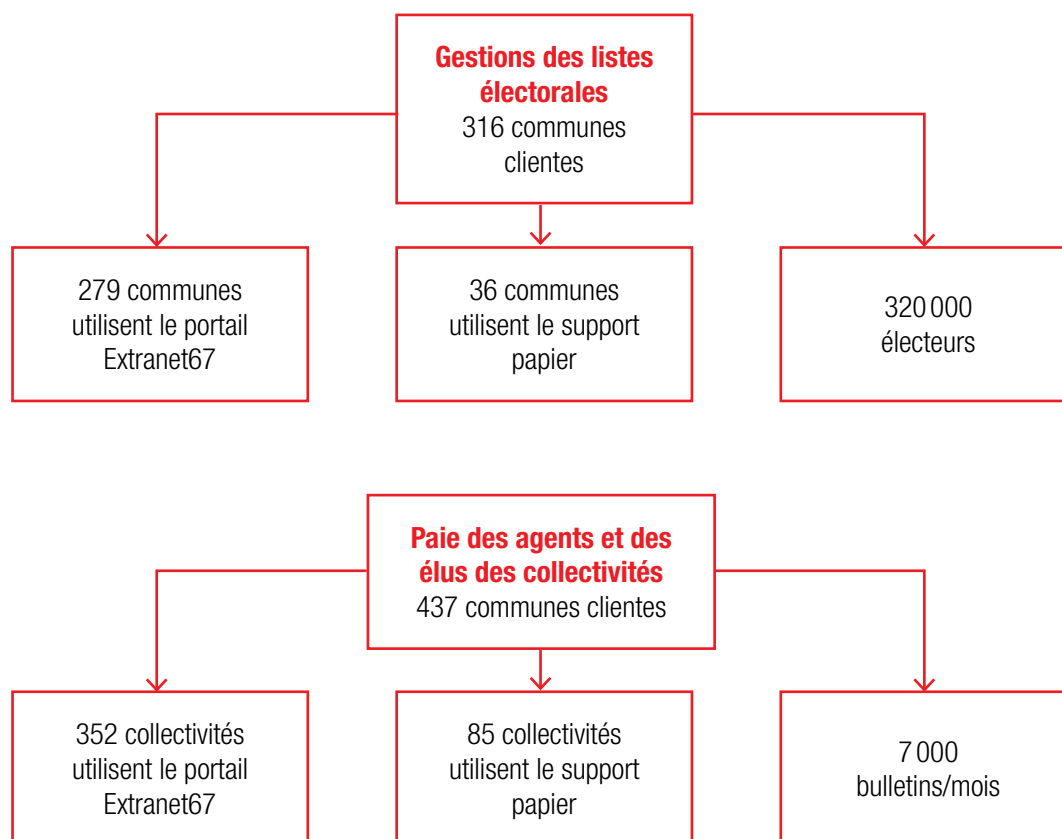 Gestions des listes
électorales
316 communes
clientes
279 communes
utilisent le portail
Extranet67
36 communes
utilisent le support
papier
320 000
électeurs
Paie des agents et des
élus des collectivités
437 communes clientes
352 collectivités
utilisent le portail
Extranet67
85 collectivités
utilisent le support
papier
7 000
bulletins/mois